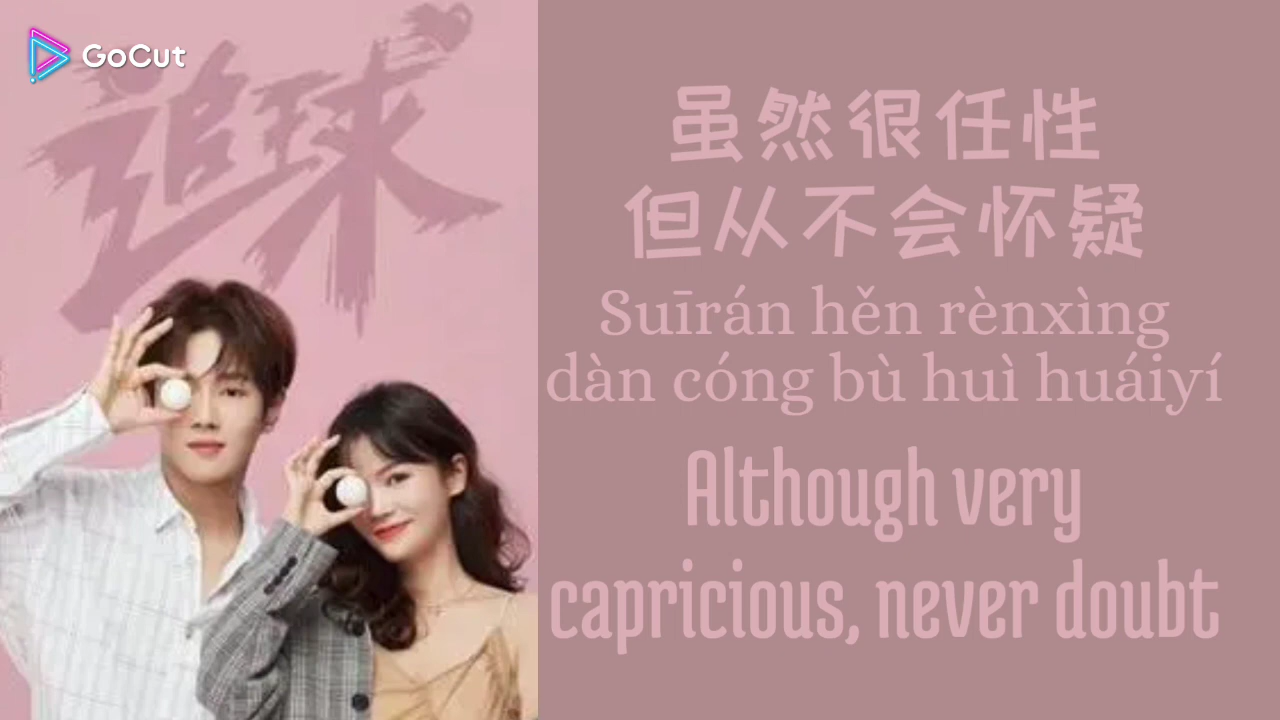 GoCut
追球
虽然很任性
但从不会怀疑
Suīrán hěn rènxìng
dàn cóng bù huì huáiyí
Although very
capricious, never doubt